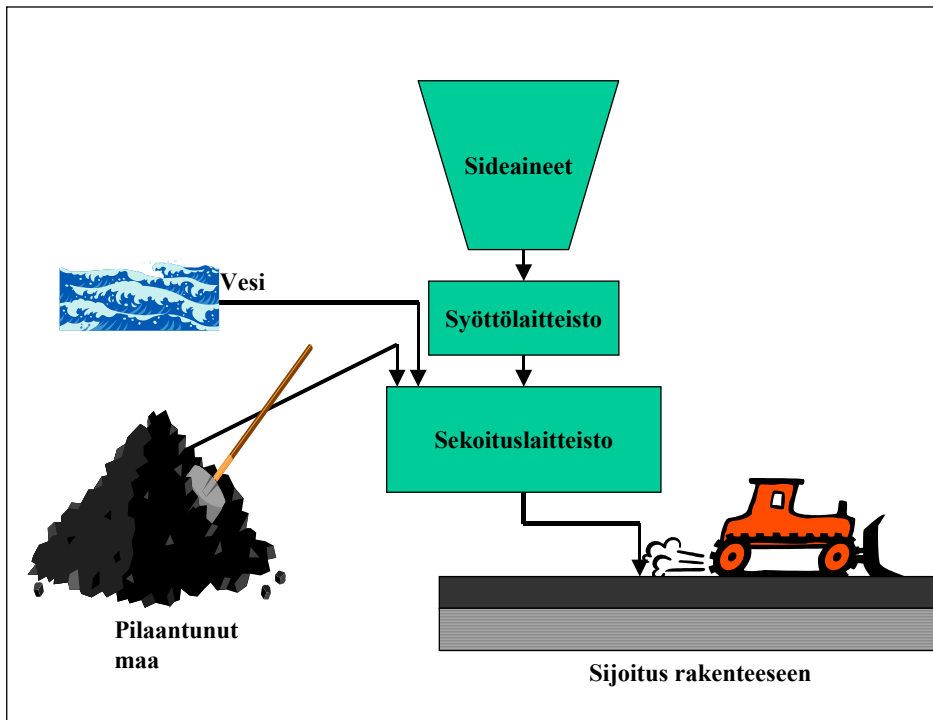 Sideaineet
Vesi
Syöttölaitteisto
Sekoituslaitteisto
Pilaantunut
maa
Sijoitus rakenteeseen